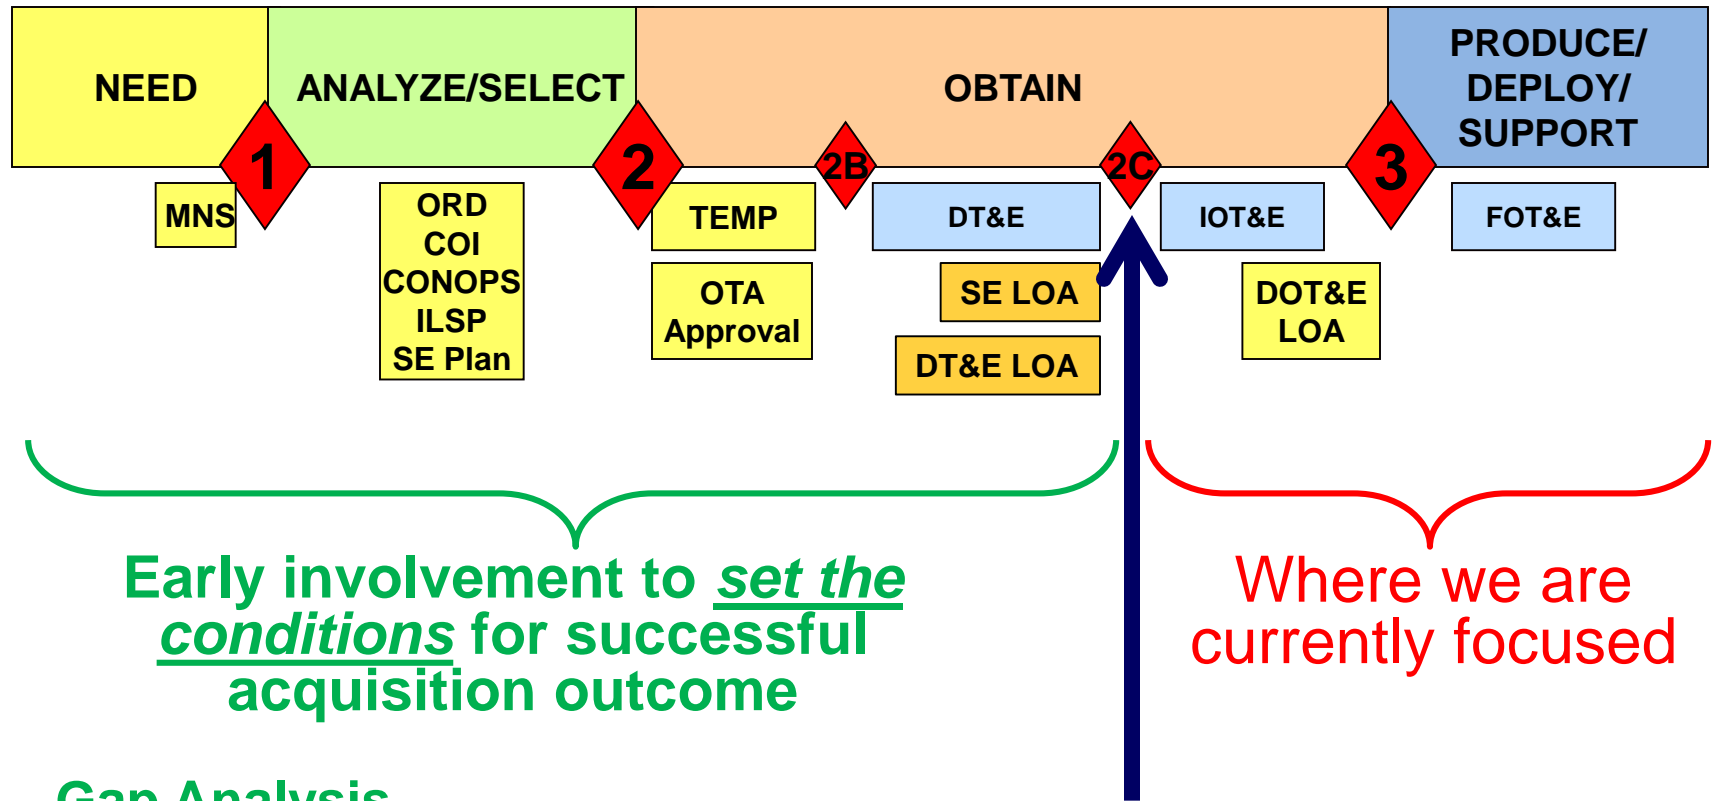 NEED
ANALYZE/SELECT
OBTAIN
PRODUCE/
DEPLOY/
SUPPORT
1
2
2B
2C
3
MNS
ORD
COI
CONOPS
ILSP
SE Plan
TEMP
OTA
Approval
DT&E
SE LOA
DT&E LOA
IOT&E
DOT&E
LOA
FOT&E
Early involvement to set the
conditions for successful
acquisition outcome
Where we are
currently focused
Gap Analysis